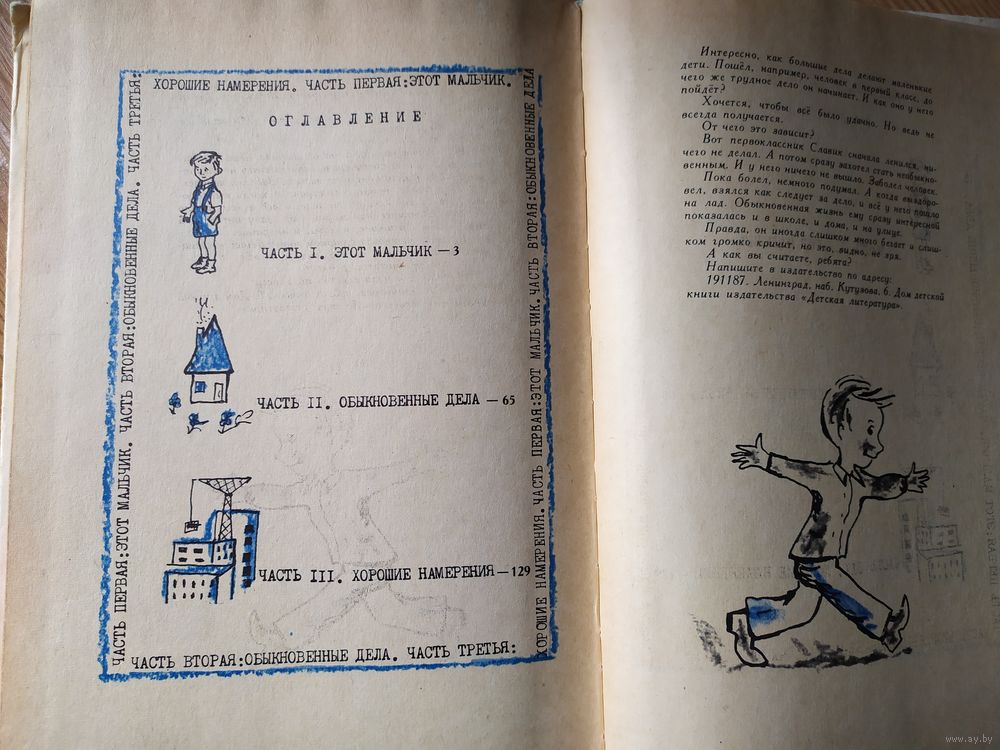 ХОРОШИЕ НАМЕРЕНИЯ. ЧАСТЬ ПЕРВАЯ:ЭТОТ МАЛЬЧИК.
ЧАСТЬ ВТОРАЯ:ОБЫКНОВЕННЫЕ ДЕЛА
ОГЛАВЛЕНИЕ
ЧАСТЬ I. ЭТОТ МАЛЬЧИК — 3
ЧАСТЬ II. ОБЫКНОВЕННЫЕ ДЕЛА — 65
ЧАСТЬ III. ХОРОШИЕ НАМЕРЕНИЯ — 129
ХОРОШИЕ НАМЕРЕНИЯ. ЧАСТЬ ПЕРВАЯ:ЭТОТ МАЛЬЧИК. ЧАСТЬ ВТОРАЯ:ОБЫКНОВЕННЫЕ ДЕЛА
ЧАСТЬ ПЕРВАЯ:ЭТОТ МАЛЬЧИК. ЧАСТЬ ВТОРАЯ:ОБЫКНОВЕННЫЕ ДЕЛА. ЧАСТЬ ТРЕТЬЯ:
ЧАСТЬ ВТОРАЯ:ОБЫКНОВЕННЫЕ ДЕЛА. ЧАСТЬ ТРЕТЬЯ:
Интересно, как большие дела делают маленькие
дети. Пошёл, например, человек в первый класс, до
чего же трудное дело он начинает. И как оно у него
пойдёт?
Хочется, чтобы всё было удачно. Но ведь не
всегда получается.
От чего это зависит?
Вот первоклассник Славик сначала ленился, ни-
чего не делал. А потом сразу захотел стать необыкно-
венным. И у него ничего не вышло. Заболел человек.
Пока болел, немного подумал. А когда выздоро-
вел, взялся как следует за дело, и всё у него пошло
на лад. Обыкновенная жизнь ему сразу интересной
показалась и в школе, и дома, и на улице.
Правда, он иногда слишком много бегает и слиш-
ком громко кричит, но это, видно, не зря.
А как вы считаете, ребята?
Напишите в издательство по адресу:
191187. Ленинград, наб. Кутузова, 6. Дом детской
книги издательства «Детская литература».
www.ay.by